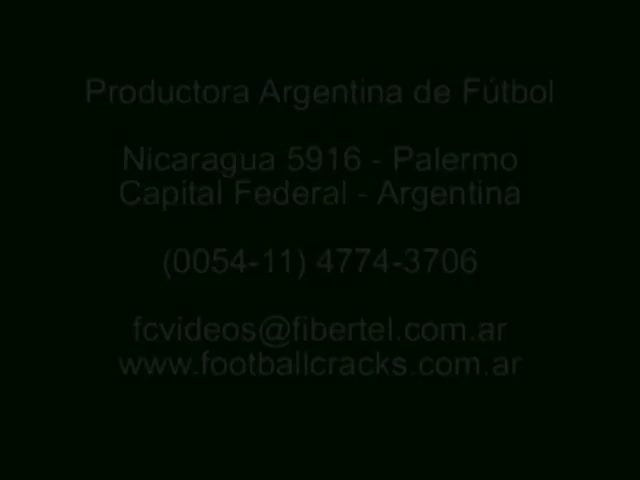 Productora Argentina de Fútbol
Nicaragua 5916 - Palermo
Capital Federal - Argentina
(0054-11) 4774-3706
fcvideos@fibertel.com.ar
www.footballcracks.com.ar